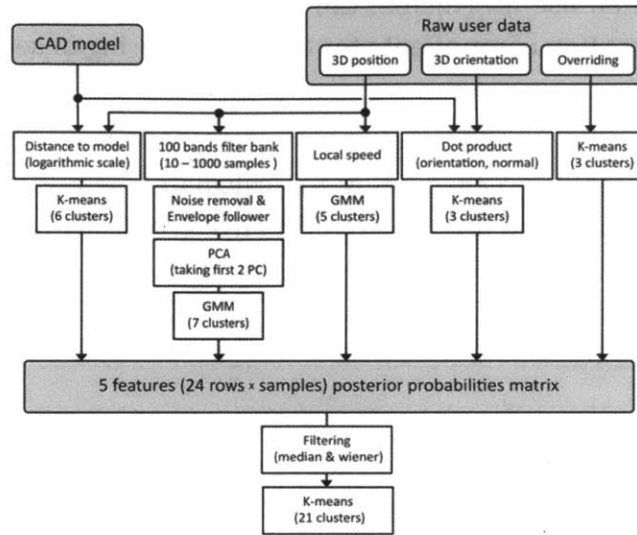 CAD model
Raw user data
3D position
3D orientation
Overriding
Distance to model
(logarithmic scale)
100 bands filter bank
(10 – 1000 samples )
Local speed
Dot product
(orientation, normal)
K-means
(3 clusters)
K-means
(6 clusters)
Noise removal &
Envelope follower
GMM
(5 clusters)
K-means
(3 clusters)
PCA
(taking first 2 PC)
GMM
(7 clusters)
5 features (24 rows × samples) posterior probabilities matrix
Filtering
(median & wiener)
K-means
(21 clusters)